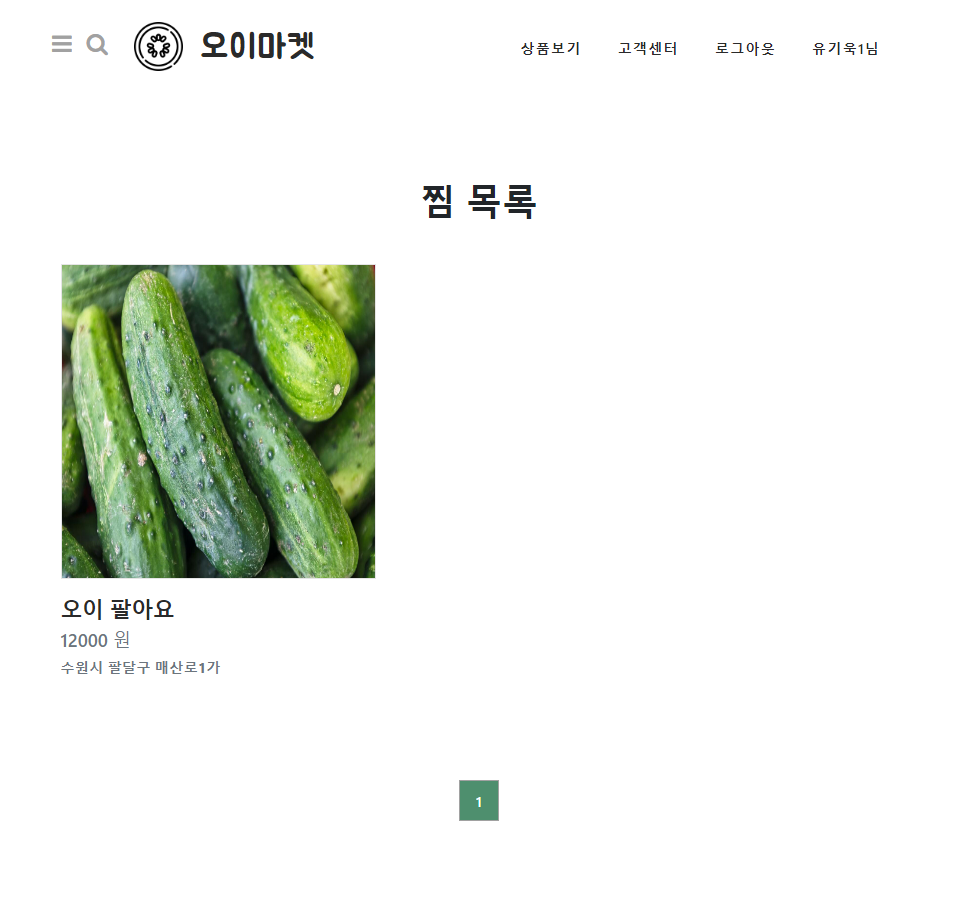 오이마켓
상품보기 고객센터 로그아웃 유기욱1님
찜 목록
오이 팔아요
12000 원
수원시 팔달구 매산로1가
1